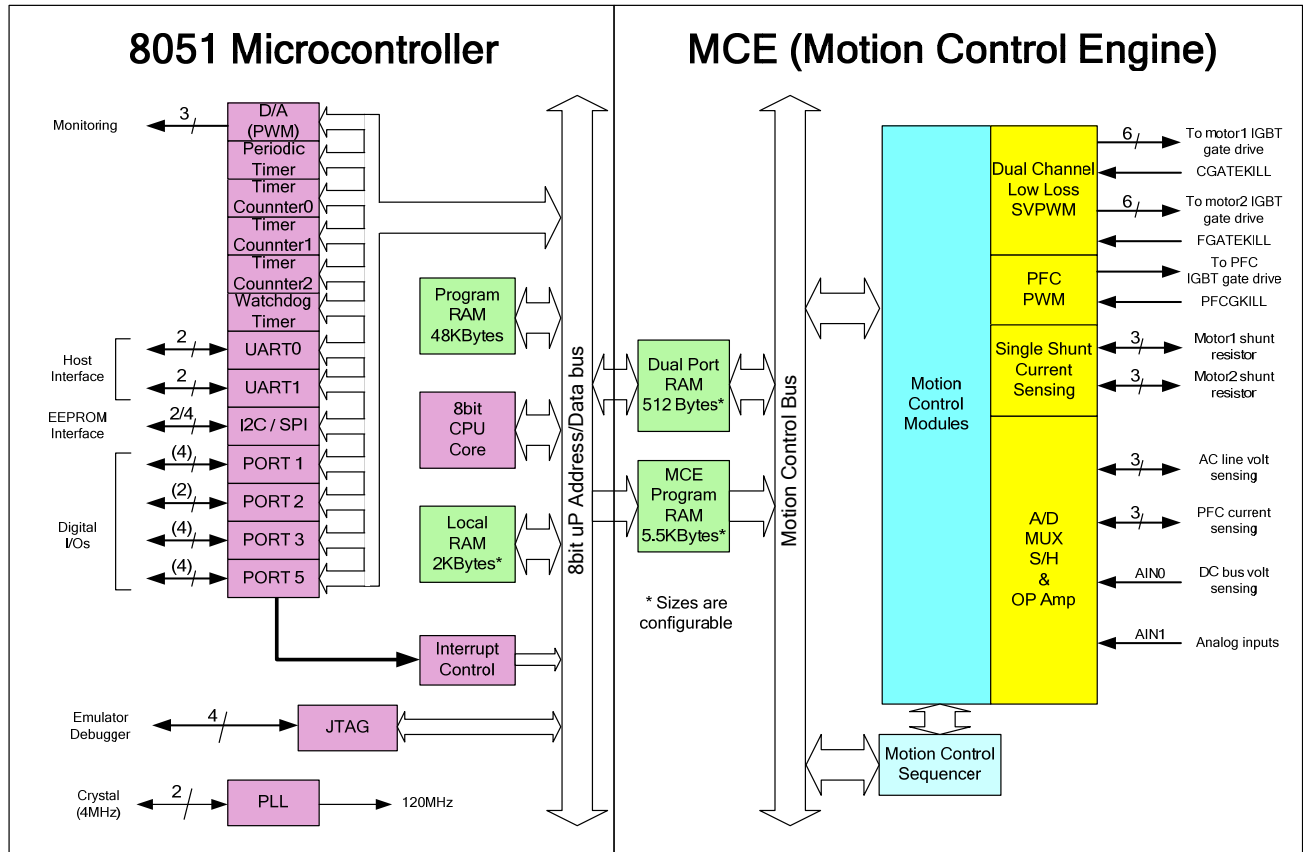 8051 Microcontroller
MCE (Motion Control Engine)
Monitoring
3
D/A
(PWM)
Periodic
Timer
Timer
Counnter0
Timer
Counnter1
Timer
Counnter2
Watchdog
Timer
Host
Interface
2
UART0
2
UART1
EEPROM
Interface
2/4
I2C / SPI
Digital
I/Os
(4)
PORT 1
(2)
PORT 2
(4)
PORT 3
(4)
PORT 5
Program
RAM
48KBytes
8bit
CPU
Core
Local
RAM
2KBytes*
Interrupt
Control
Emulator
Debugger
4
JTAG
Crystal
(4MHz)
2
PLL
120MHz
8bit uP Address/Data bus
Dual Port
RAM
512 Bytes*
MCE
Program
RAM
5.5KBytes*
* Sizes are
configurable
Motion Control Bus
Motion
Control
Modules
Motion Control
Sequencer
Dual Channel
Low Loss
SVPWM
PFC
PWM
Single Shunt
Current
Sensing
A/D
MUX
S/H
&
OP Amp
6
To motor1 IGBT
gate drive
CGATEKILL
6
To motor2 IGBT
gate drive
FGATEKILL
To PFC
IGBT gate drive
PFCGKILL
3
Motor1 shunt
resistor
3
Motor2 shunt
resistor
3
AC line volt
sensing
3
PFC current
sensing
AIN0
DC bus volt
sensing
AIN1
Analog inputs